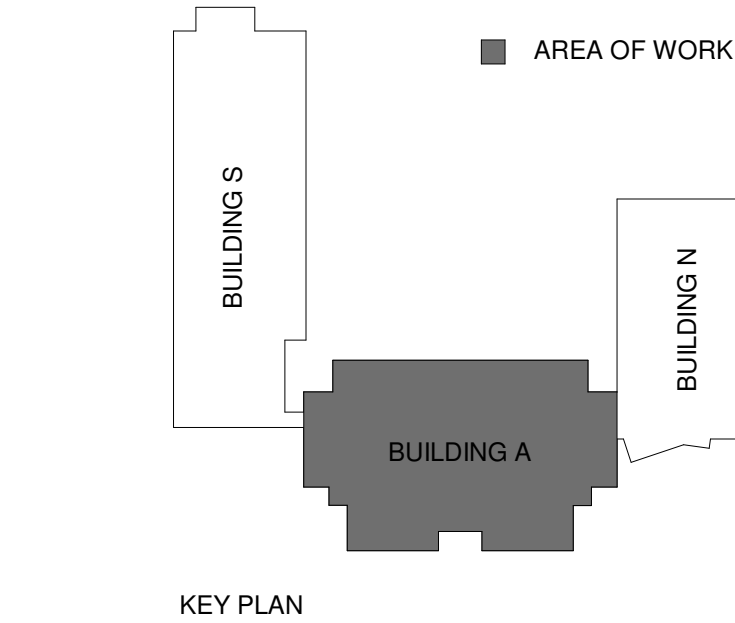 AREA OF WORK
BUILDING S
BUILDING N
BUILDING A
KEY PLAN